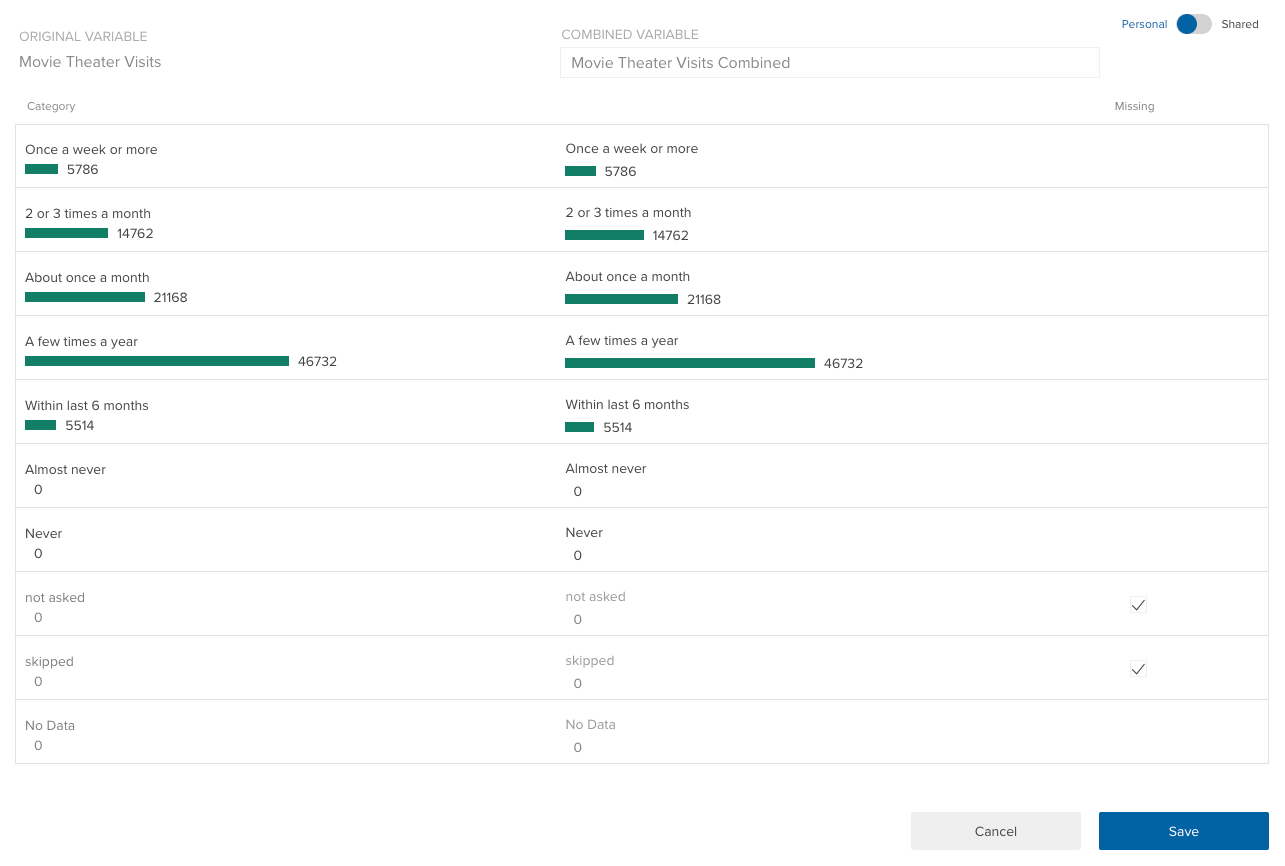 Personal Shared
ORIGINAL VARIABLE COMBINED VARIABLE
Movie Theater Visits Movie Theater Visits Combined
Category Missing
Once a week or more Once a week or more
5786 5786
2 or 3 times a month 2 or 3 times a month
14762 14762
About once a month About once a month
21168 21168
A few times a year A few times a year
46732 46732
Within last 6 months Within last 6 months
5514 5514
Almost never Almost never
0 0
Never Never
0 0
not asked not asked
0 0
skipped skipped
0 0
No Data No Data
0 0
Cancel Save